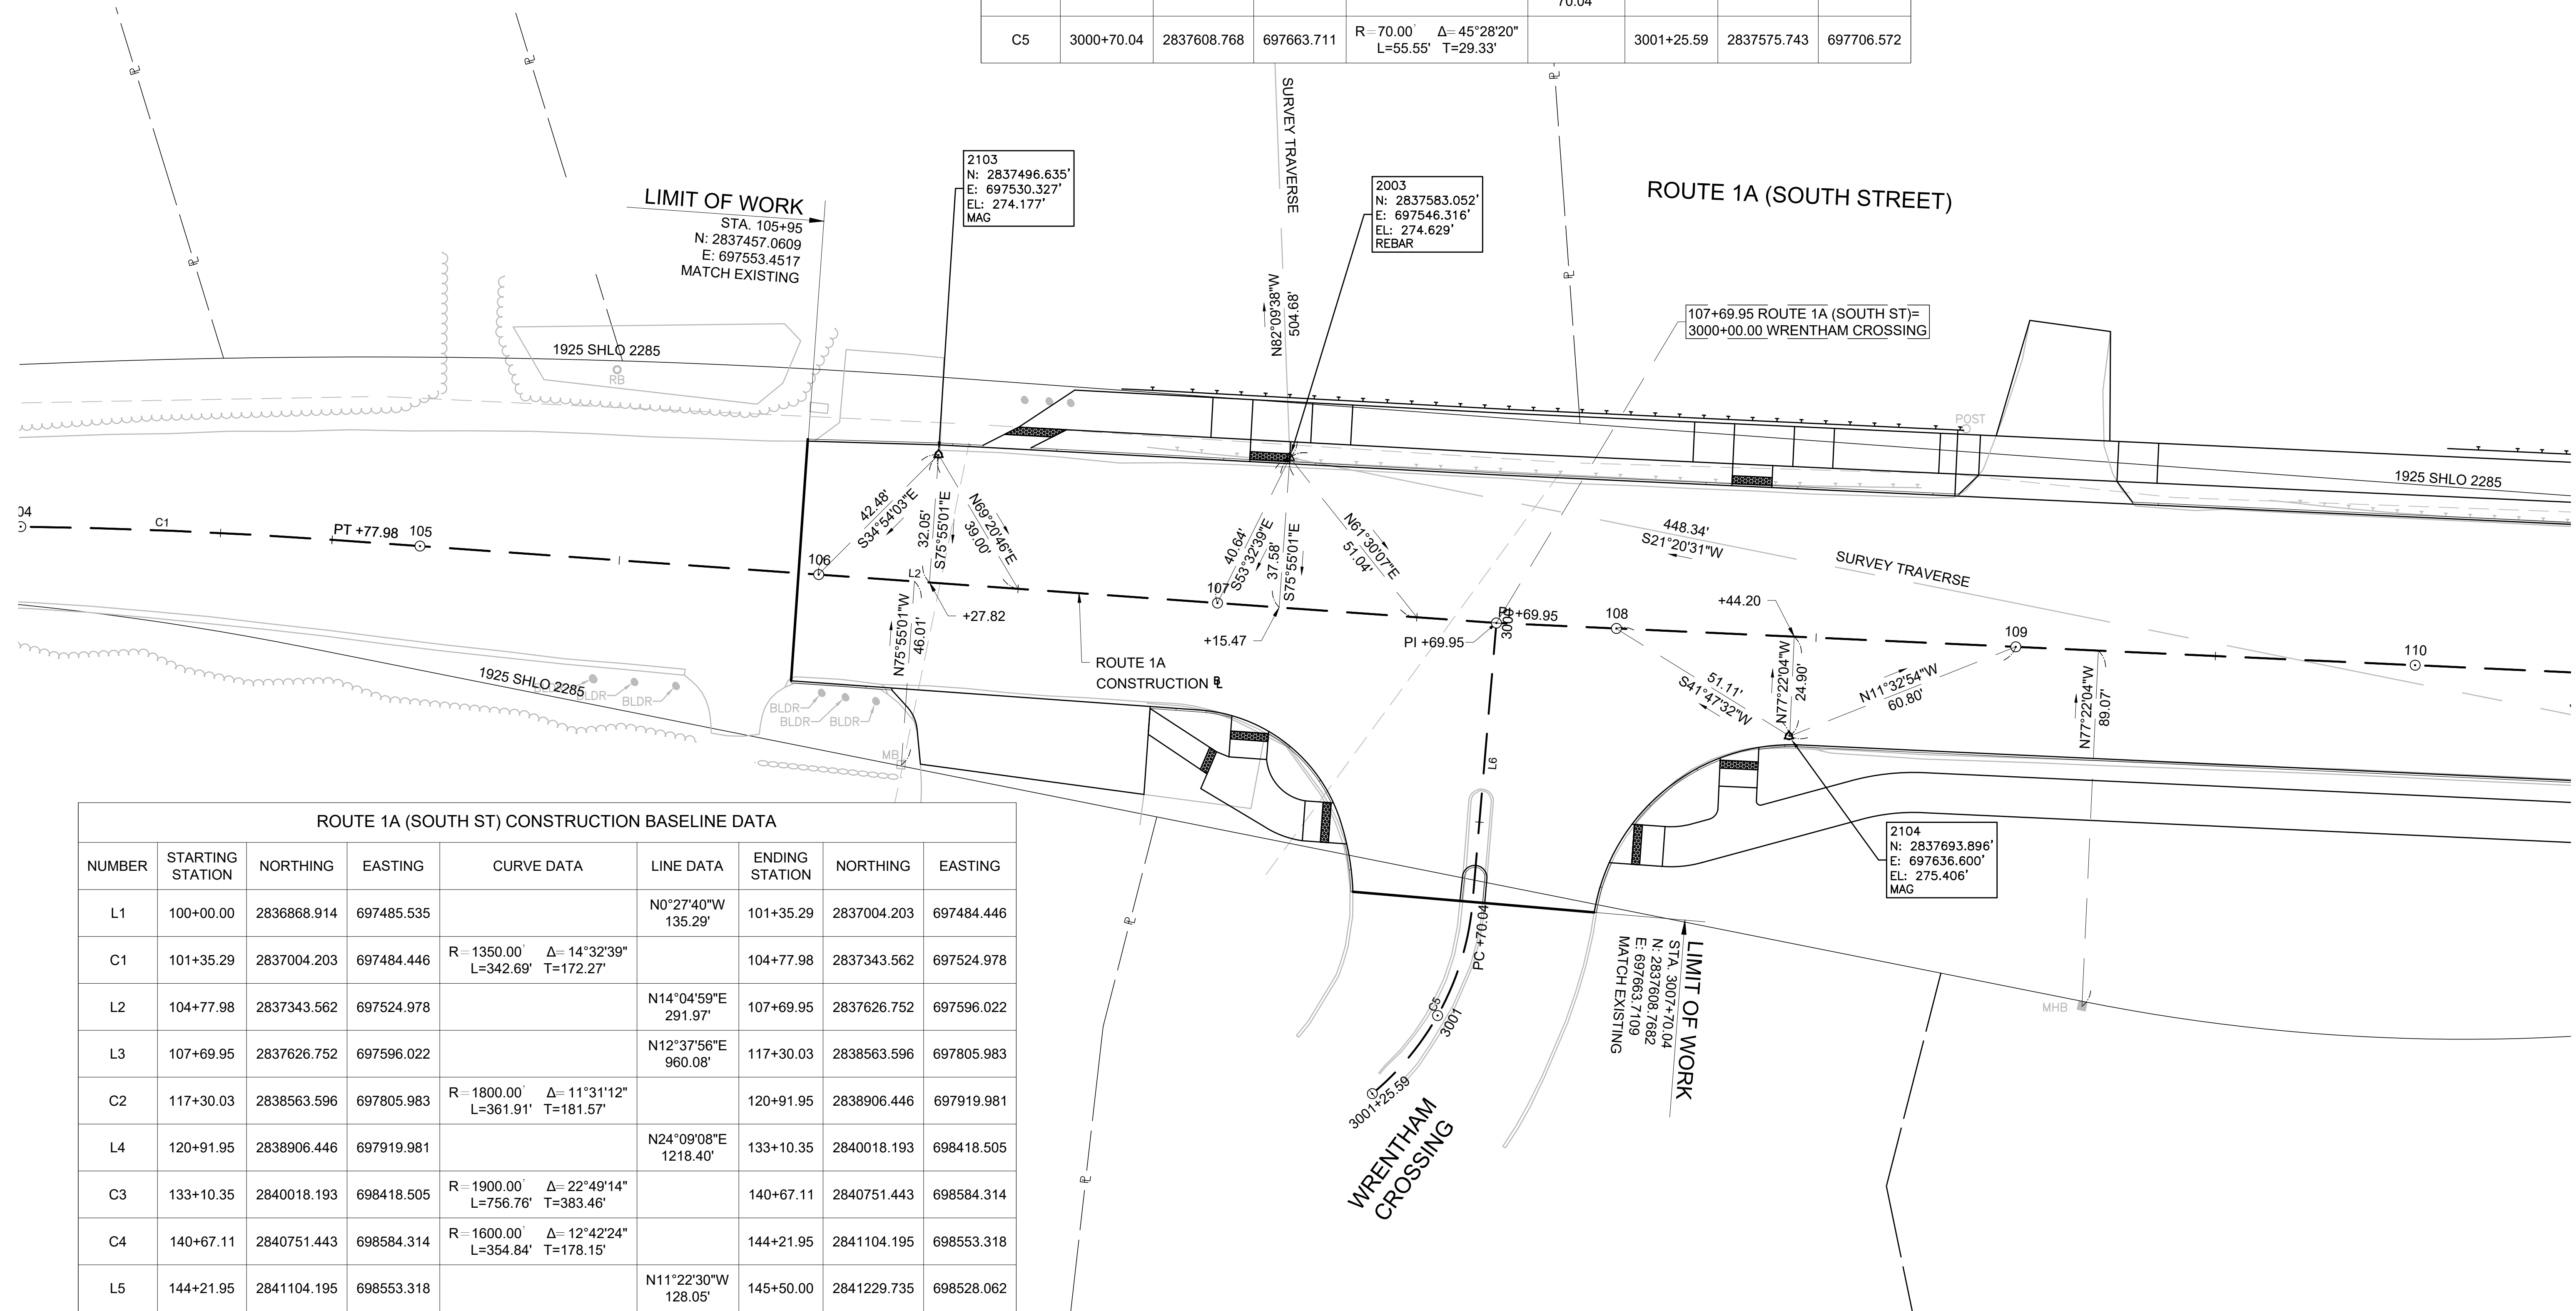 70.04
C5 3000+70.04 2837608.768 697663.711 R=70.00' Δ=45°28'20" L=55.55' T=29.33' 3001+25.59 2837575.743 697706.572
SURVEY TRAVERSE
N82°09'38"W
504.68'
2103
N: 2837496.635'
E: 697530.327'
EL: 274.177'
MAG
2003
N: 2837583.052'
E: 697546.316'
EL: 274.629'
REBAR
ROUTE 1A (SOUTH STREET)
LIMIT OF WORK
STA. 105+95
N: 2837457.0609
E: 697553.4517
MATCH EXISTING
107+69.95 ROUTE 1A (SOUTH ST)=
3000+00.00 WRENTHAM CROSSING
1925 SHLO 2285
RB
POST
1925 SHLO 2285
04
C1
PT +77.98
105
106
42.48'
S34°54'03"E
32.05'
S75°55'01"E
N69°20'46"E
39.00'
L2
+27.82
N75°55'01"W
46.01'
107
40.64'
S53°32'39"E
37.58'
S75°55'01"E
N61°30'07"E
51.04'
+15.47
PI +69.95
+69.95
3000
108
448.34'
S21°20'31"W
SURVEY TRAVERSE
+44.20
109
110
51.11'
S41°47'32"W
N77°22'04"W
24.90'
N11°32'54"W
60.80'
N77°22'04"W
89.07'
ROUTE 1A
CONSTRUCTION BL
1925 SHLO 2285
BLDR
BLDR
BLDR
BLDR
BLDR
BLDR
MB
L6
2104
N: 2837693.896'
E: 697636.600'
EL: 275.406'
MAG
PC +70.04
C5
3001
3001+25.59
WRENTHAM
CROSSING
LIMIT OF WORK
STA. 3007+70.04
N: 2837608.7682
E: 697663.7109
MATCH EXISTING
MHB
ROUTE 1A (SOUTH ST) CONSTRUCTION BASELINE DATA
NUMBER STARTING STATION NORTHING EASTING CURVE DATA LINE DATA ENDING STATION NORTHING EASTING
L1 100+00.00 2836868.914 697485.535 N0°27'40"W 135.29' 101+35.29 2837004.203 697484.446
C1 101+35.29 2837004.203 697484.446 R=1350.00' Δ=14°32'39" L=342.69' T=172.27' 104+77.98 2837343.562 697524.978
L2 104+77.98 2837343.562 697524.978 N14°04'59"E 291.97' 107+69.95 2837626.752 697596.022
L3 107+69.95 2837626.752 697596.022 N12°37'56"E 960.08' 117+30.03 2838563.596 697805.983
C2 117+30.03 2838563.596 697805.983 R=1800.00' Δ=11°31'12" L=361.91' T=181.57' 120+91.95 2838906.446 697919.981
L4 120+91.95 2838906.446 697919.981 N24°09'08"E 1218.40' 133+10.35 2840018.193 698418.505
C3 133+10.35 2840018.193 698418.505 R=1900.00' Δ=22°49'14" L=756.76' T=383.46' 140+67.11 2840751.443 698584.314
C4 140+67.11 2840751.443 698584.314 R=1600.00' Δ=12°42'24" L=354.84' T=178.15' 144+21.95 2841104.195 698553.318
L5 144+21.95 2841104.195 698553.318 N11°22'30"W 128.05' 145+50.00 2841229.735 698528.062